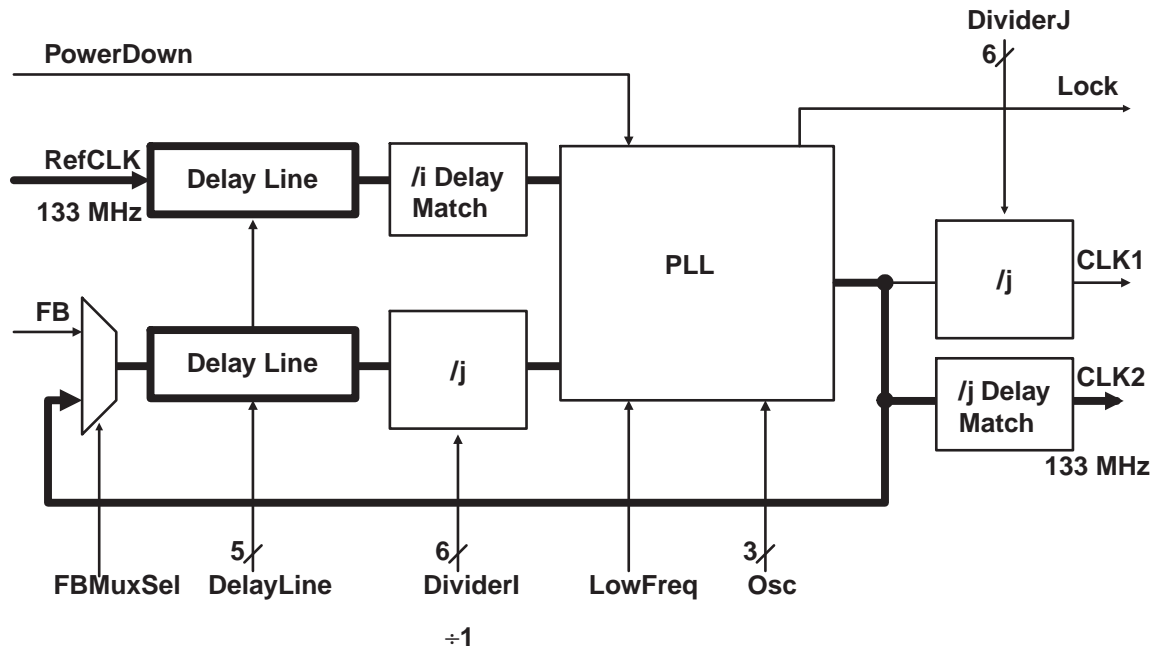 DividerJ
PowerDown
6
Lock
RefCLK
Delay Line
/i Delay
Match
133 MHz
PLL
CLK1
/j
FB
Delay Line
/j
CLK2
/j Delay
Match
133 MHz
5
6
3
FBMuxSel
DelayLine
DividerI
LowFreq
Osc
÷1